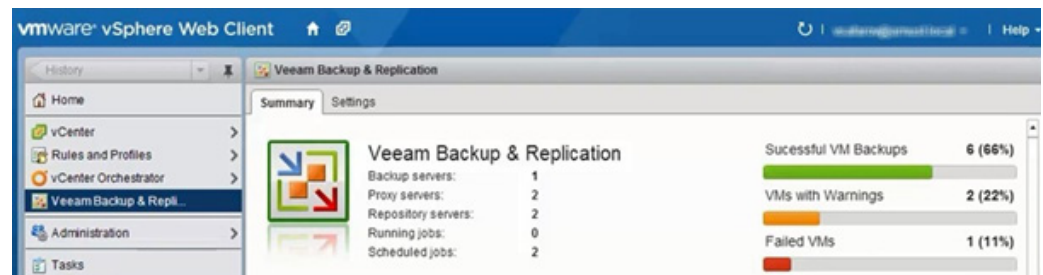 vmware® vSphere Web Client
Help
History
Veeam Backup & Replication
Home
Summary
Settings
vCenter
Rules and Profiles
vCenter Orchestrator
Veeam Backup & Repli...
Administration
Tasks
Veeam Backup & Replication
Backup servers: 1
Proxy servers: 2
Repository servers: 2
Running jobs: 0
Scheduled jobs: 2
Sucessful VM Backups 6 (66%)
VMs with Warnings 2 (22%)
Failed VMs 1 (11%)